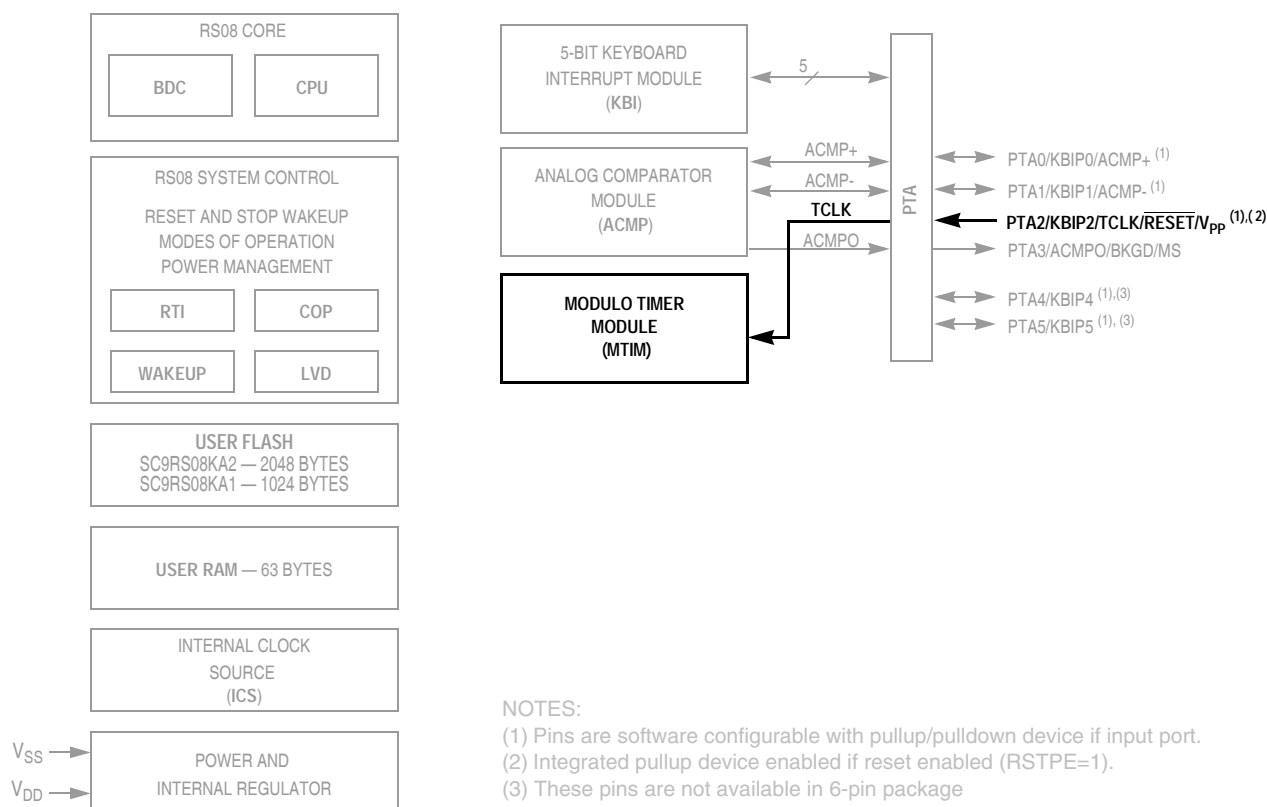 RS08 CORE
BDC
CPU
RS08 SYSTEM CONTROL
RESET AND STOP WAKEUP
MODES OF OPERATION
POWER MANAGEMENT
RTI
COP
WAKEUP
LVD
USER FLASH
SC9RS08KA2 — 2048 BYTES
SC9RS08KA1 — 1024 BYTES
USER RAM — 63 BYTES
INTERNAL CLOCK
SOURCE
(ICS)
VSS
VDD
POWER AND
INTERNAL REGULATOR
5-BIT KEYBOARD
INTERRUPT MODULE
(KBI)
5
ANALOG COMPARATOR
MODULE
(ACMP)
ACMP+
ACMP-
TCLK
ACMPO
MODULO TIMER
MODULE
(MTIM)
PTA
PTA0/KBIP0/ACMP+ (1)
PTA1/KBIP1/ACMP- (1)
PTA2/KBIP2/TCLK/RESET/VPP (1),(2)
PTA3/ACMPO/BKGD/MS
PTA4/KBIP4 (1),(3)
PTA5/KBIP5 (1), (3)
NOTES:
(1) Pins are software configurable with pullup/pulldown device if input port.
(2) Integrated pullup device enabled if reset enabled (RSTPE=1).
(3) These pins are not available in 6-pin package